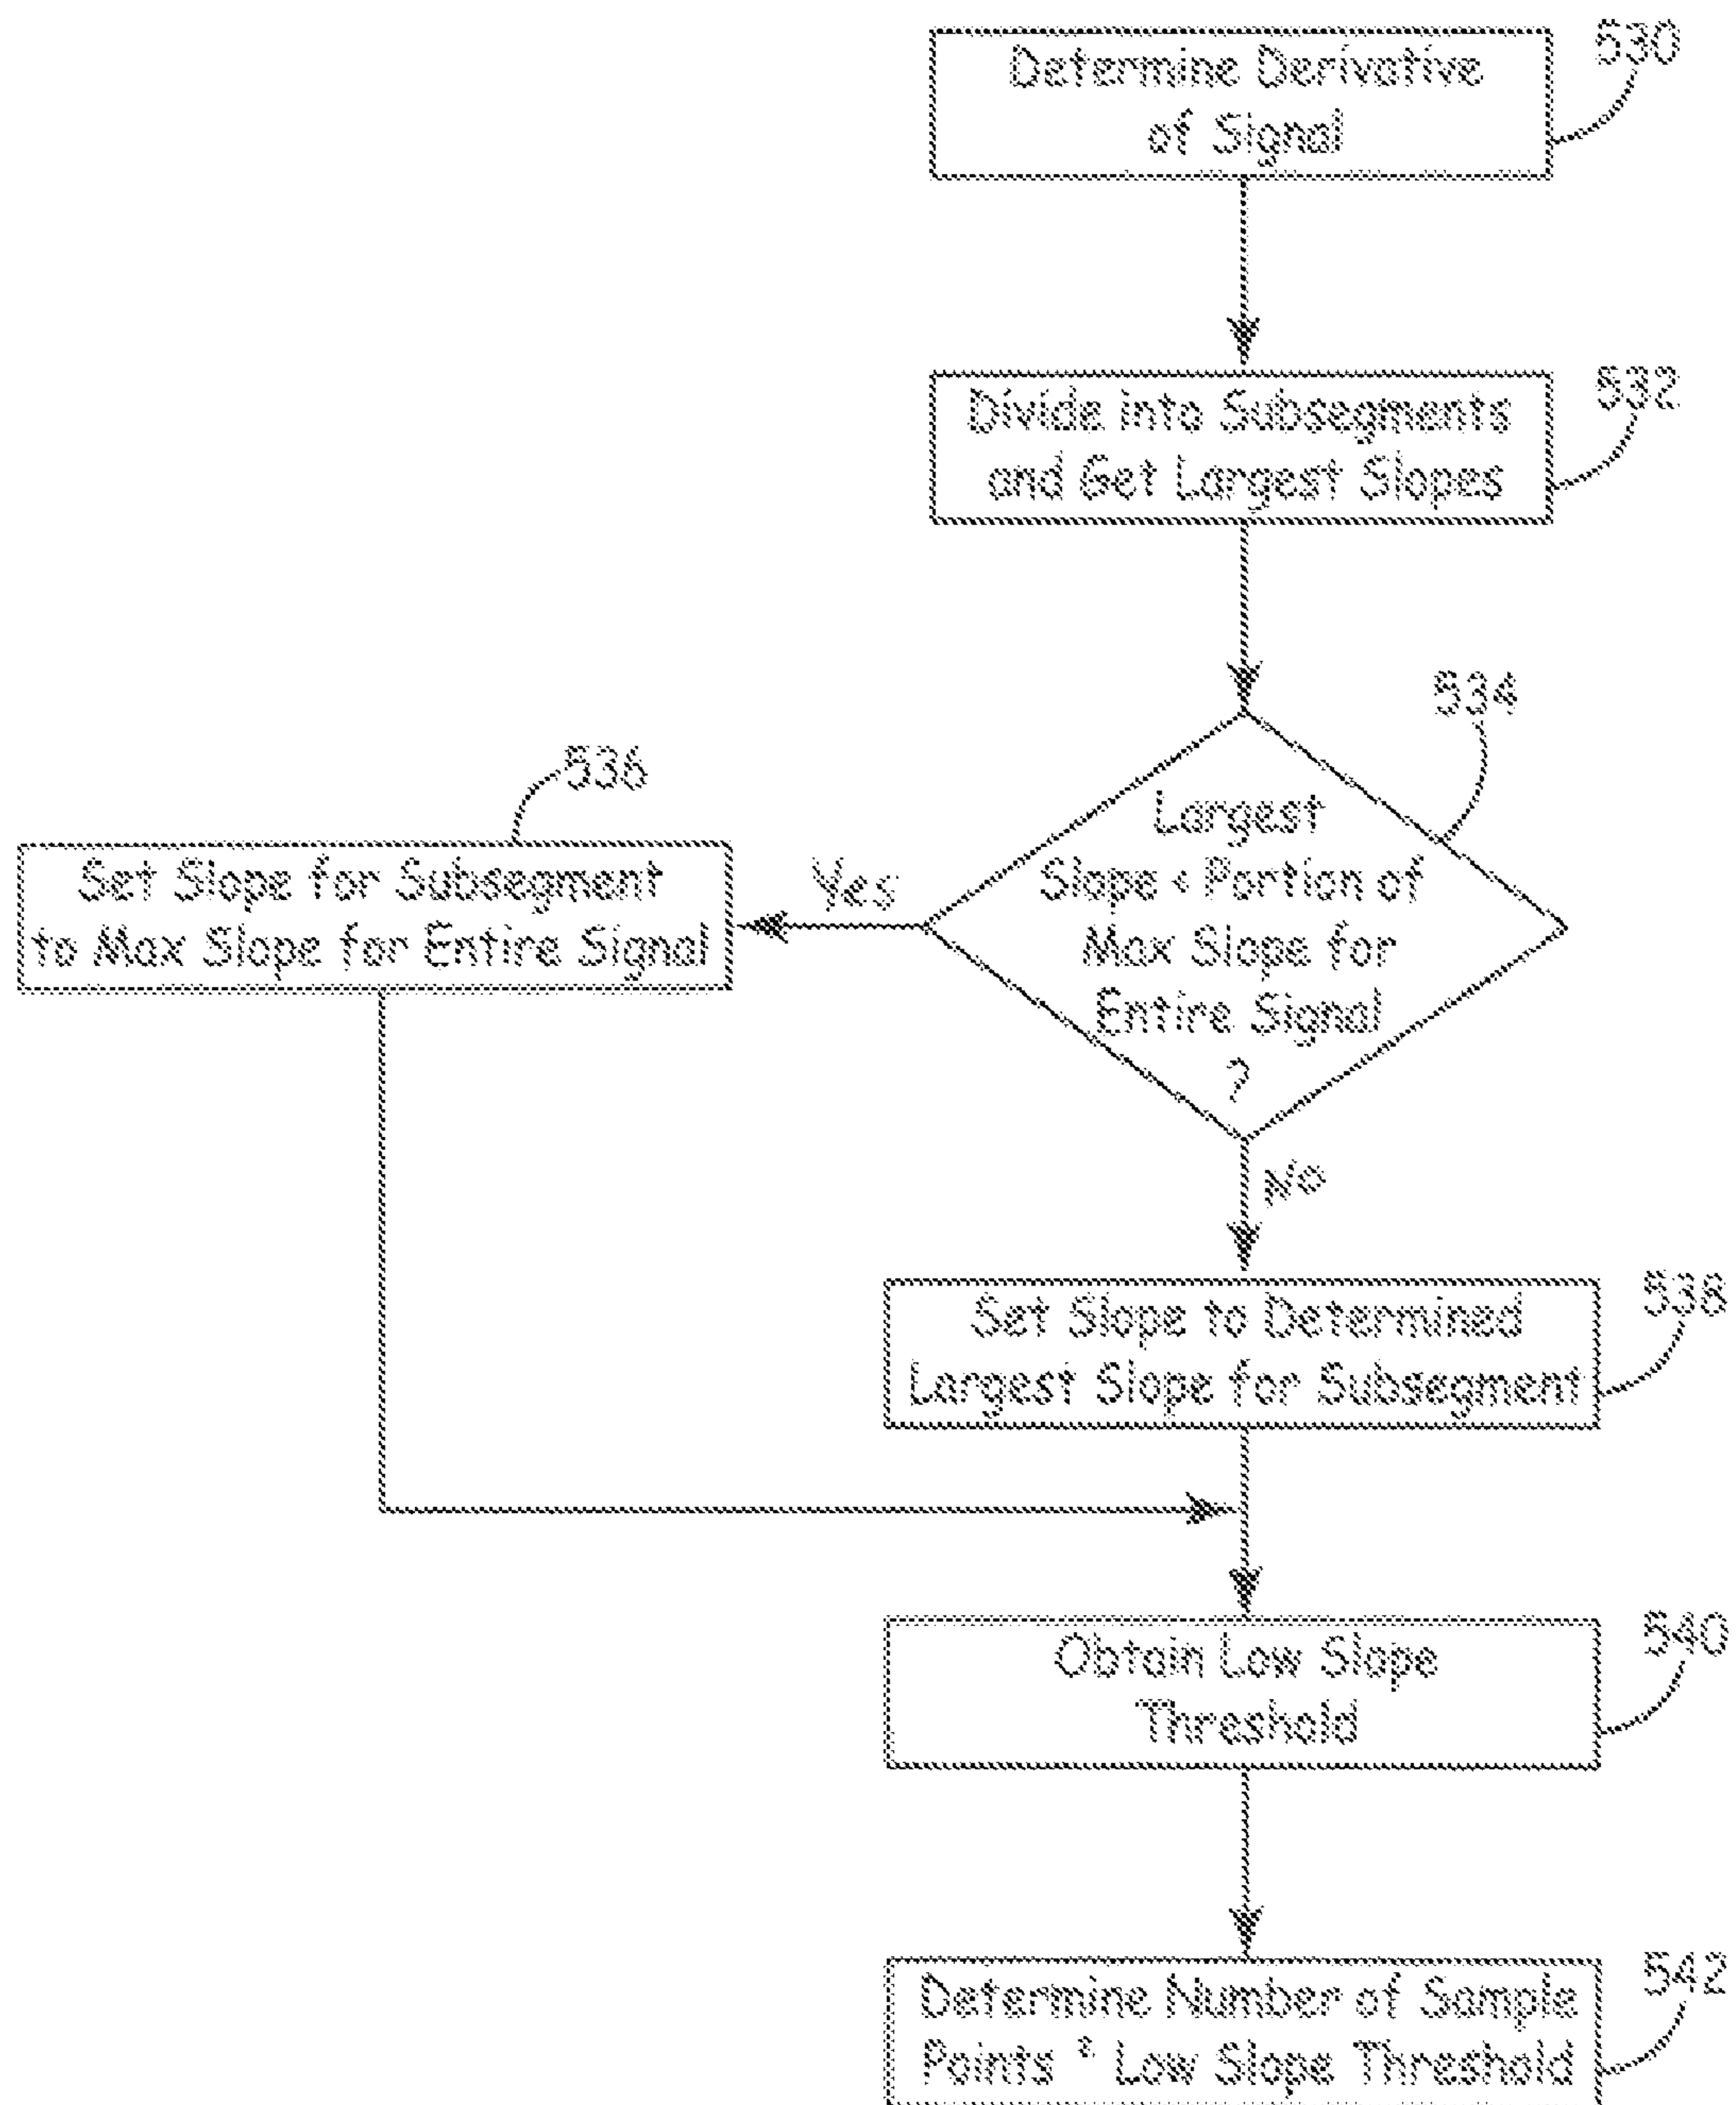 Determine Derivative
of Signal
530
Divide into Subsegments
and Get Largest Slopes
532
534
Largest
Slope < Portion of
Max Slope for
Entire Signal
?
Yes
536
Set Slope for Subsegment
to Max Slope for Entire Signal
No
Set Slope to Determined
Largest Slope for Subsegment
538
Obtain Low Slope
Threshold
540
Determine Number of Sample
Points Low Slope Threshold
542